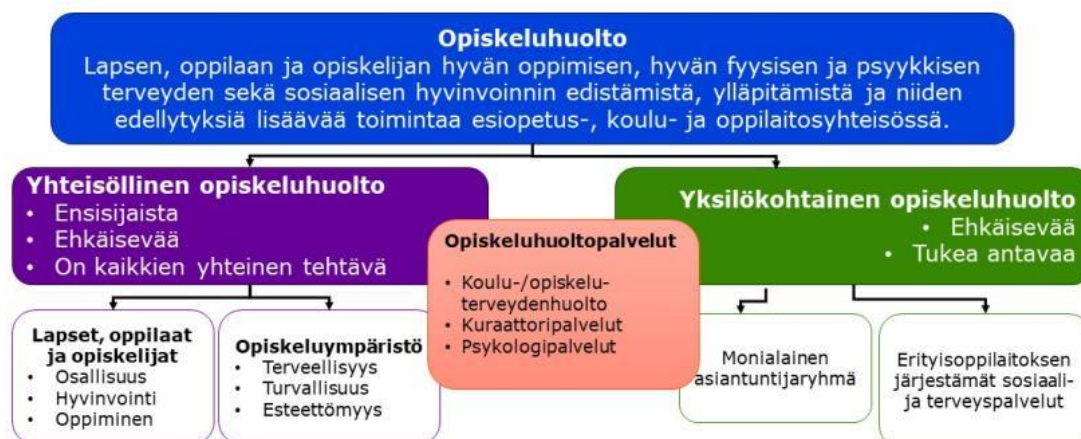 Opiskeluhuolto
Lapsen, oppilaan ja opiskelijan hyvän oppimisen, hyvän fyysisen ja psyykkisen
terveyden sekä sosiaalisen hyvinvoinnin edistämistä, ylläpitämistä ja niiden
edellytyksiä lisäävää toimintaa esiopetus-, koulu- ja oppilaitosyhteisössä.
Yhteisöllinen opiskeluhuolto
• Ensisijaista
• Ehkäisevää
• On kaikkien yhteinen tehtävä
Opiskeluhuoltopalvelut
• Koulu-/opiskelu-
terveydenhuolto
• Kuraattoripalvelut
• Psykologipalvelut
Yksilökohtainen opiskeluhuolto
• Ehkäisevää
• Tukea antavaa
Lapset, oppilaat
ja opiskelijat
• Osallisuus
• Hyvinvointi
• Oppiminen
Opiskeluympäristö
• Terveellisyys
• Turvallisuus
• Esteettömyys
Monialainen
asiantuntijaryhmä
Erityisoppilaitoksen
järjestämät sosiaali-
ja terveyspalvelut